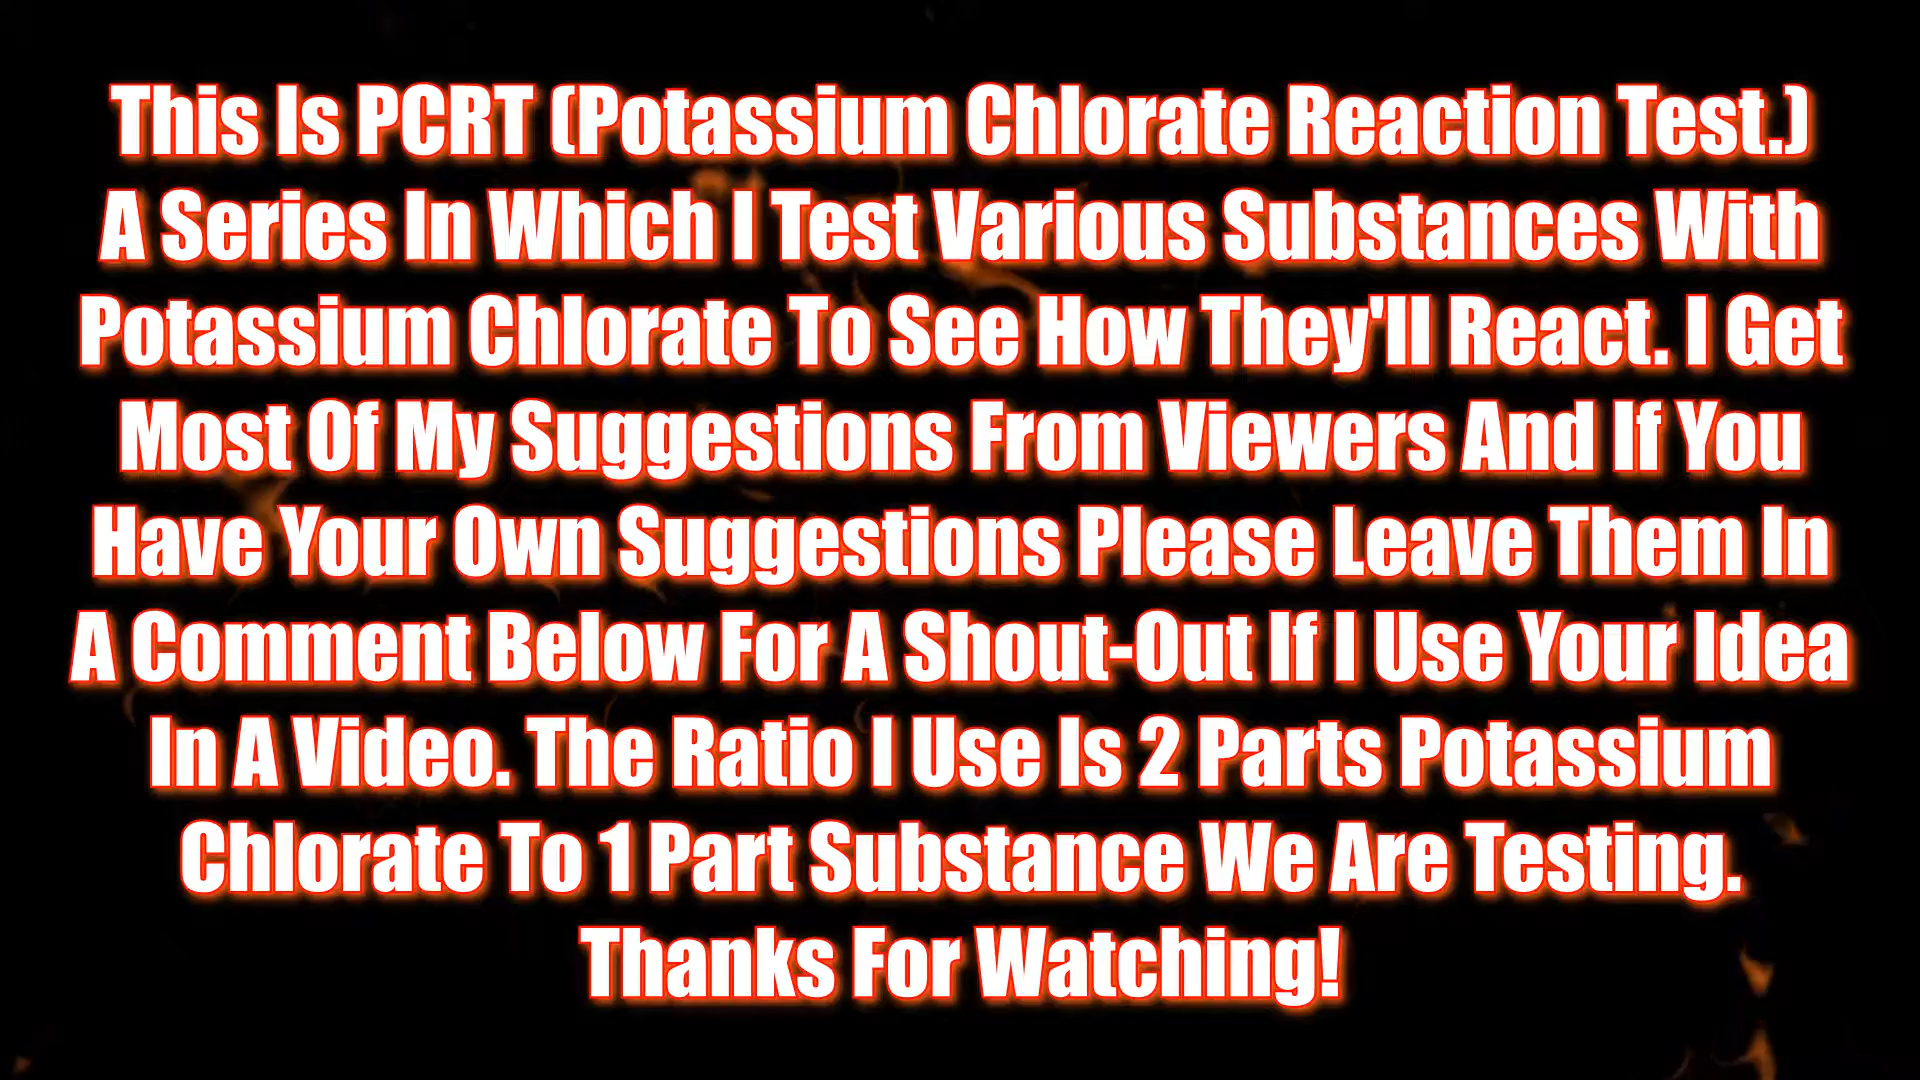 This Is PCRT (Potassium Chlorate Reaction Test.)
A Series In Which I Test Various Substances With
Potassium Chlorate To See How They'll React. I Get
Most Of My Suggestions From Viewers And If You
Have Your Own Suggestions Please Leave Them In
A Comment Below For A Shout-Out If I Use Your Idea
In A Video. The Ratio I Use Is 2 Parts Potassium
Chlorate To 1 Part Substance We Are Testing.
Thanks For Watching!